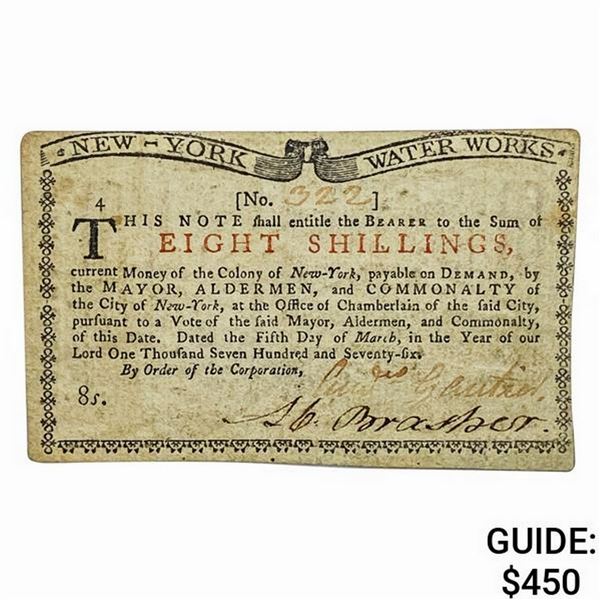 NEW-YORK WATER WORKS
4
[No. 322]
THIS NOTE ſhall entitle the BEARER to the Sum of
EIGHT SHILLINGS,
current Money of the Colony of New-York, payable on DEMAND, by
the MAYOR, ALDERMEN, and COMMONALTY of
the City of New-York, at the Office of Chamberlain of the ſaid City,
purſuant to a Vote of the ſaid Mayor, Aldermen, and Commonalty,
of this Date. Dated the Fifth Day of March, in the Year of our
Lord One Thouſand Seven Hundred and Seventy-ſix.
By Order of the Corporation,
Gautier
8s.
Brasher.
GUIDE:
$450